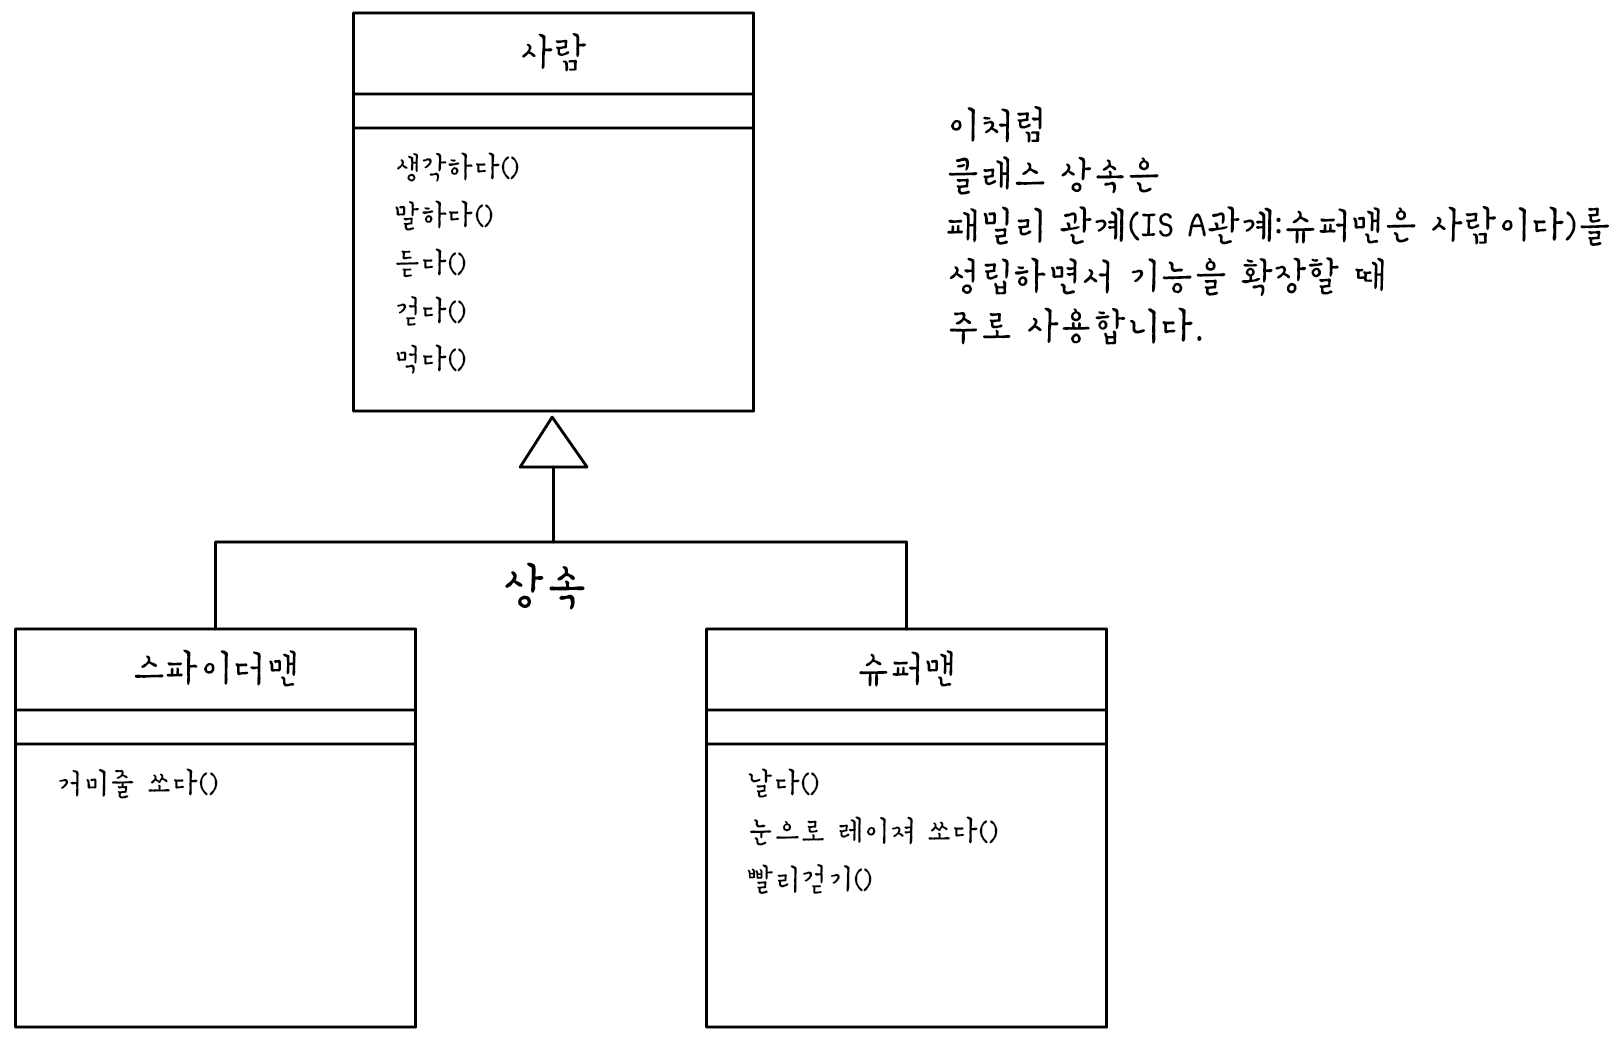 사람
생각하다()
말하다()
듣다()
걷다()
먹다()
이처럼
클래스 상속은
패밀리 관계(IS A관계:슈퍼맨은 사람이다)를
성립하면서 기능을 확장할 때
주로 사용합니다.
상속
스파이더맨
거미줄 쏘다()
슈퍼맨
날다()
눈으로 레이져 쏘다()
빨리걷기()